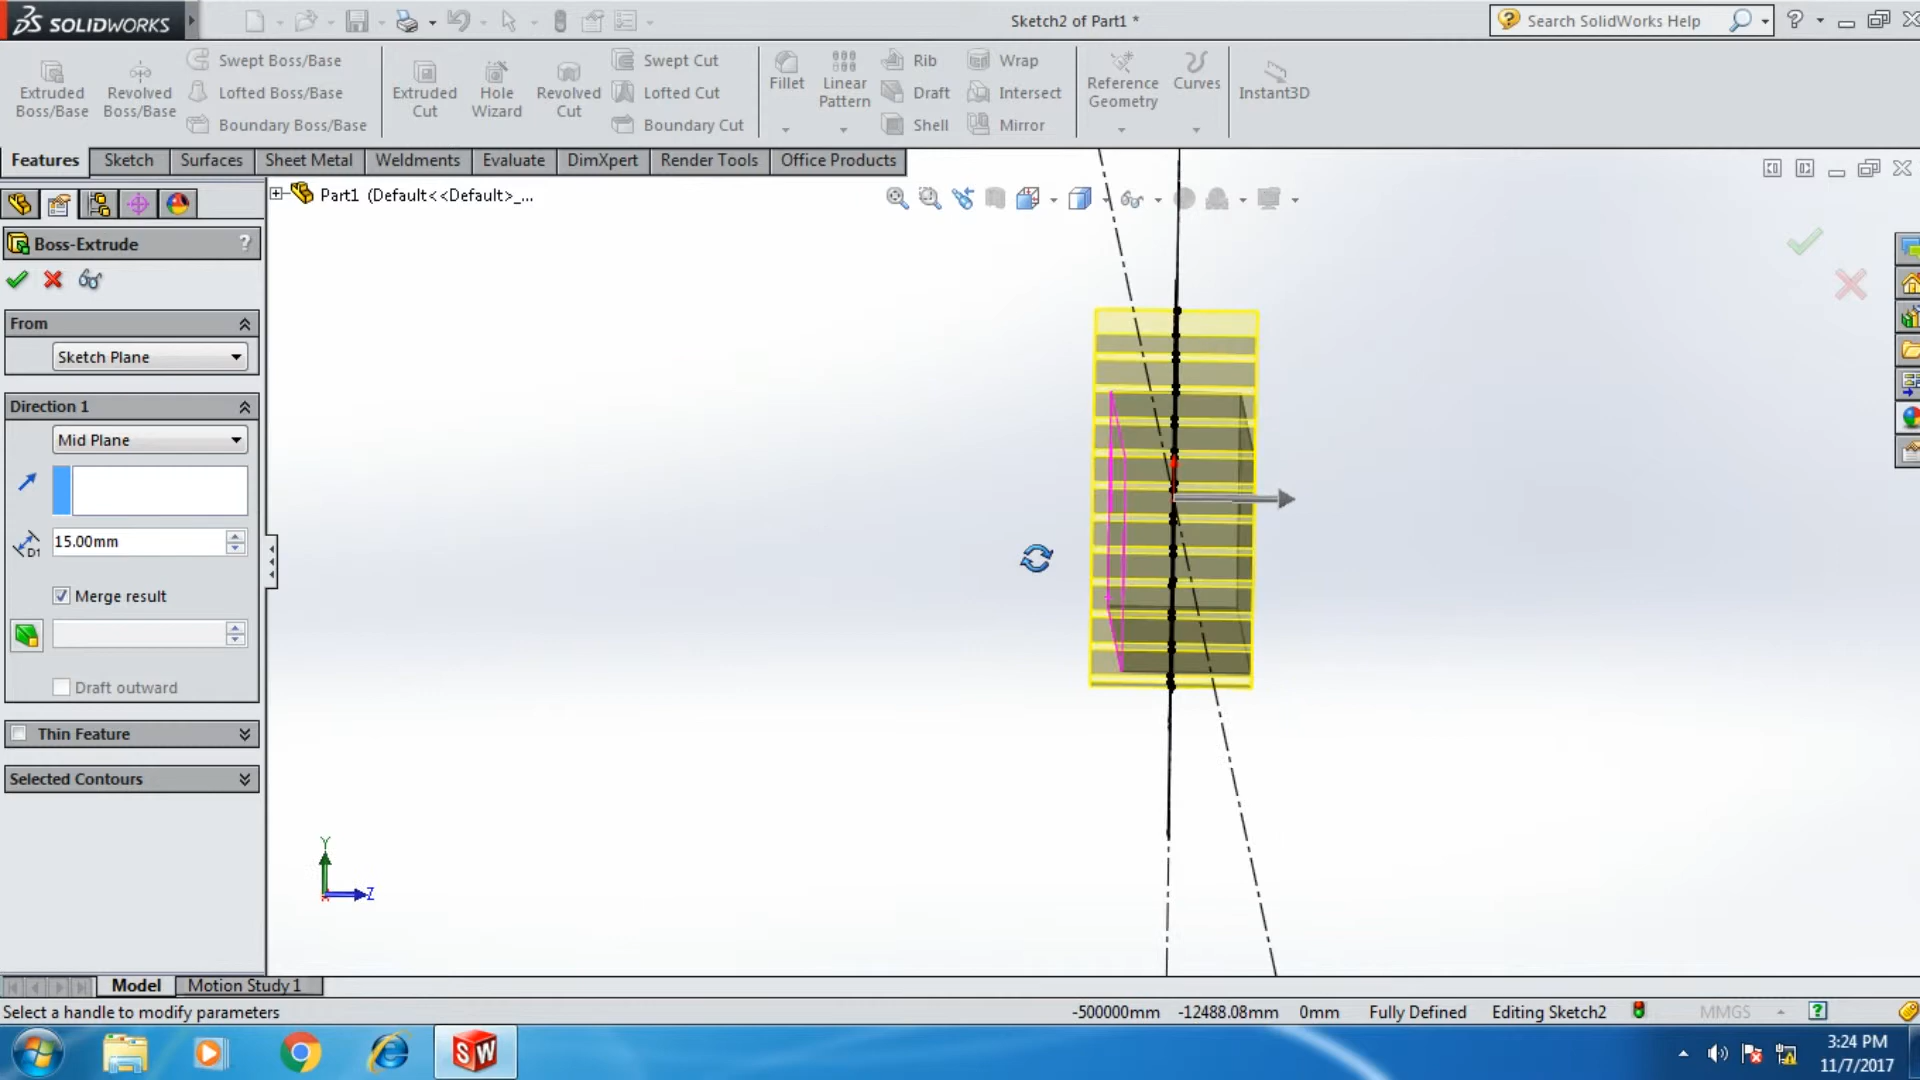 SOLIDWORKS
Sketch2 of Part1 *
Search SolidWorks Help
Extruded Boss/Base
Revolved Boss/Base
Swept Boss/Base
Lofted Boss/Base
Boundary Boss/Base
Extruded Cut
Hole Wizard
Revolved Cut
Swept Cut
Lofted Cut
Boundary Cut
Fillet
Linear Pattern
Rib
Draft
Shell
Wrap
Intersect
Mirror
Reference Geometry
Curves
Instant3D
Features
Sketch
Surfaces
Sheet Metal
Weldments
Evaluate
DimXpert
Render Tools
Office Products
Part1 (Default<<Default>_...
Boss-Extrude
?
From
Sketch Plane
Direction 1
Mid Plane
D1
15.00mm
Merge result
Draft outward
Thin Feature
Selected Contours
Y
Z
Model
Motion Study 1
Select a handle to modify parameters
-500000mm
-12488.08mm
0mm
Fully Defined
Editing Sketch2
MMGS
?
SW
3:24 PM
11/7/2017